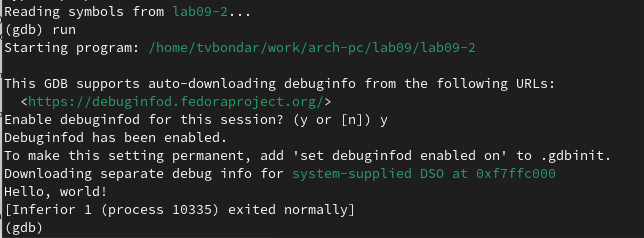 Reading symbols from lab09-2...
(gdb) run
Starting program: /home/tvbondar/work/arch-pc/lab09/lab09-2
This GDB supports auto-downloading debuginfo from the following URLs:
<https://debuginfod.fedoraproject.org/>
Enable debuginfod for this session? (y or [n]) y
Debuginfod has been enabled.
To make this setting permanent, add 'set debuginfod enabled on' to .gdbinit.
Downloading separate debug info for system-supplied DSO at 0xf7ffc000
Hello, world!
[Inferior 1 (process 10335) exited normally]
(gdb)